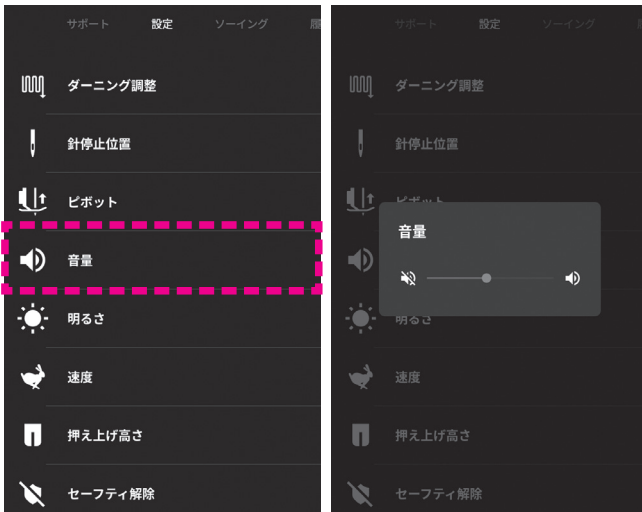 サポート 設定 ソーイング
ダーニング調整
針停止位置
ピボット
音量
明るさ
速度
押え上げ高さ
セーフティ解除
サポート 設定 ソーイング
ダーニング調整
針停止位置
ピボット
音量
明るさ
速度
押え上げ高さ
セーフティ解除